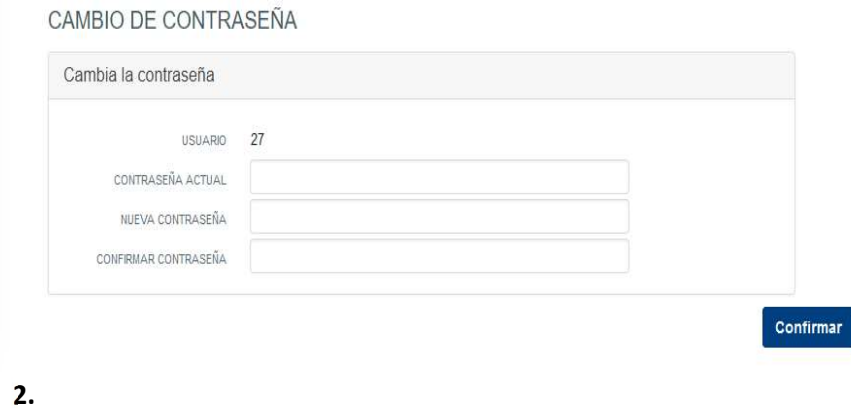 CAMBIO DE CONTRASEÑA
Cambia la contraseña
USUARIO 27
CONTRASEÑA ACTUAL
NUEVA CONTRASEÑA
CONFIRMAR CONTRASEÑA
Confirmar
2.